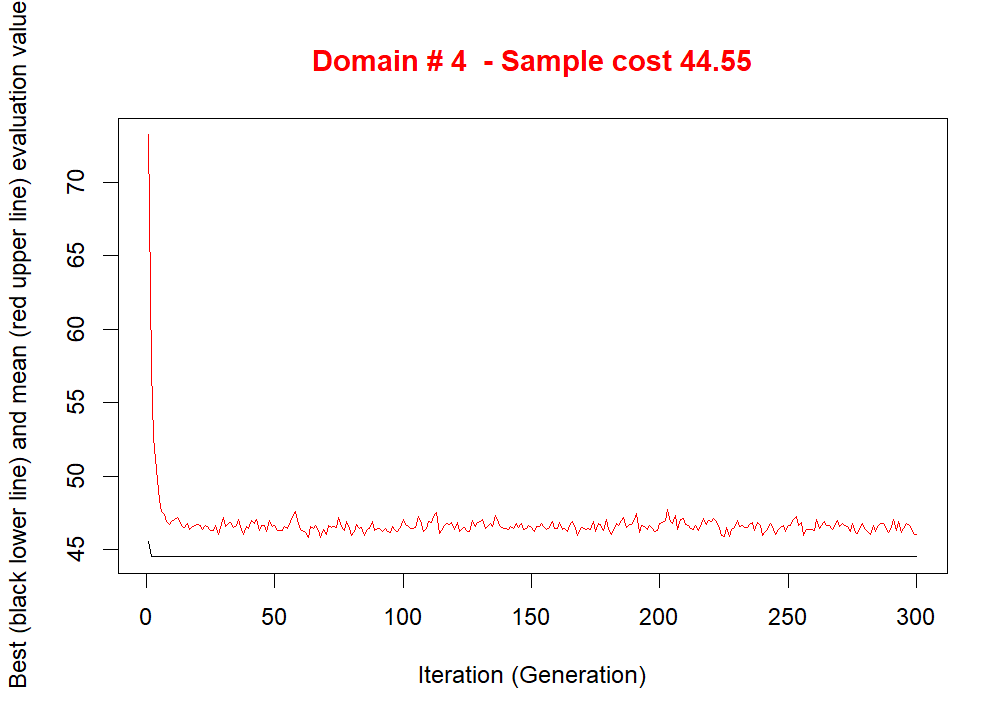 Domain # 4  - Sample cost 44.55
Best (black lower line) and mean (red upper line) evaluation value
70
65
60
55
50
45
0 50 100 150 200 250 300
Iteration (Generation)